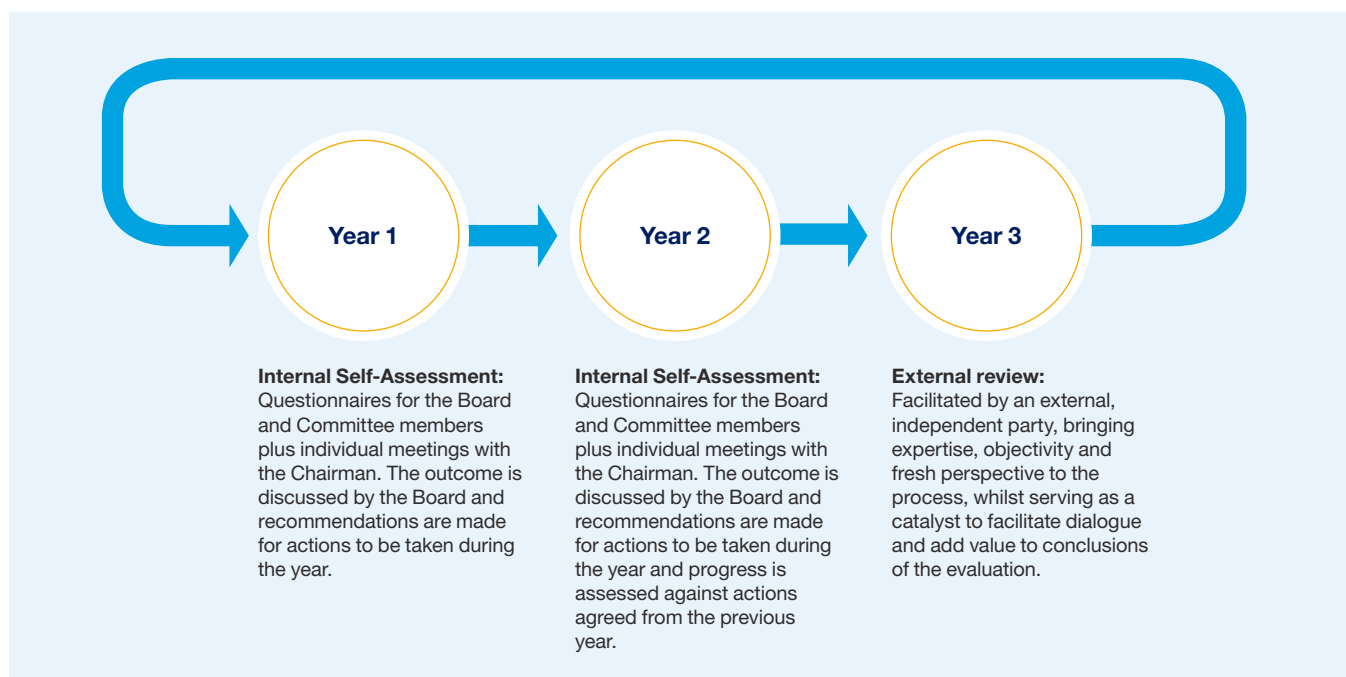 Year 1
Year 2
Year 3
Internal Self-Assessment:
Questionnaires for the Board
and Committee members
plus individual meetings with
the Chairman. The outcome is
discussed by the Board and
recommendations are made
for actions to be taken during
the year.
Internal Self-Assessment:
Questionnaires for the Board
and Committee members
plus individual meetings with
the Chairman. The outcome is
discussed by the Board and
recommendations are made
for actions to be taken during
the year and progress is
assessed against actions
agreed from the previous
year.
External review:
Facilitated by an external,
independent party, bringing
expertise, objectivity and
fresh perspective to the
process, whilst serving as a
catalyst to facilitate dialogue
and add value to conclusions
of the evaluation.